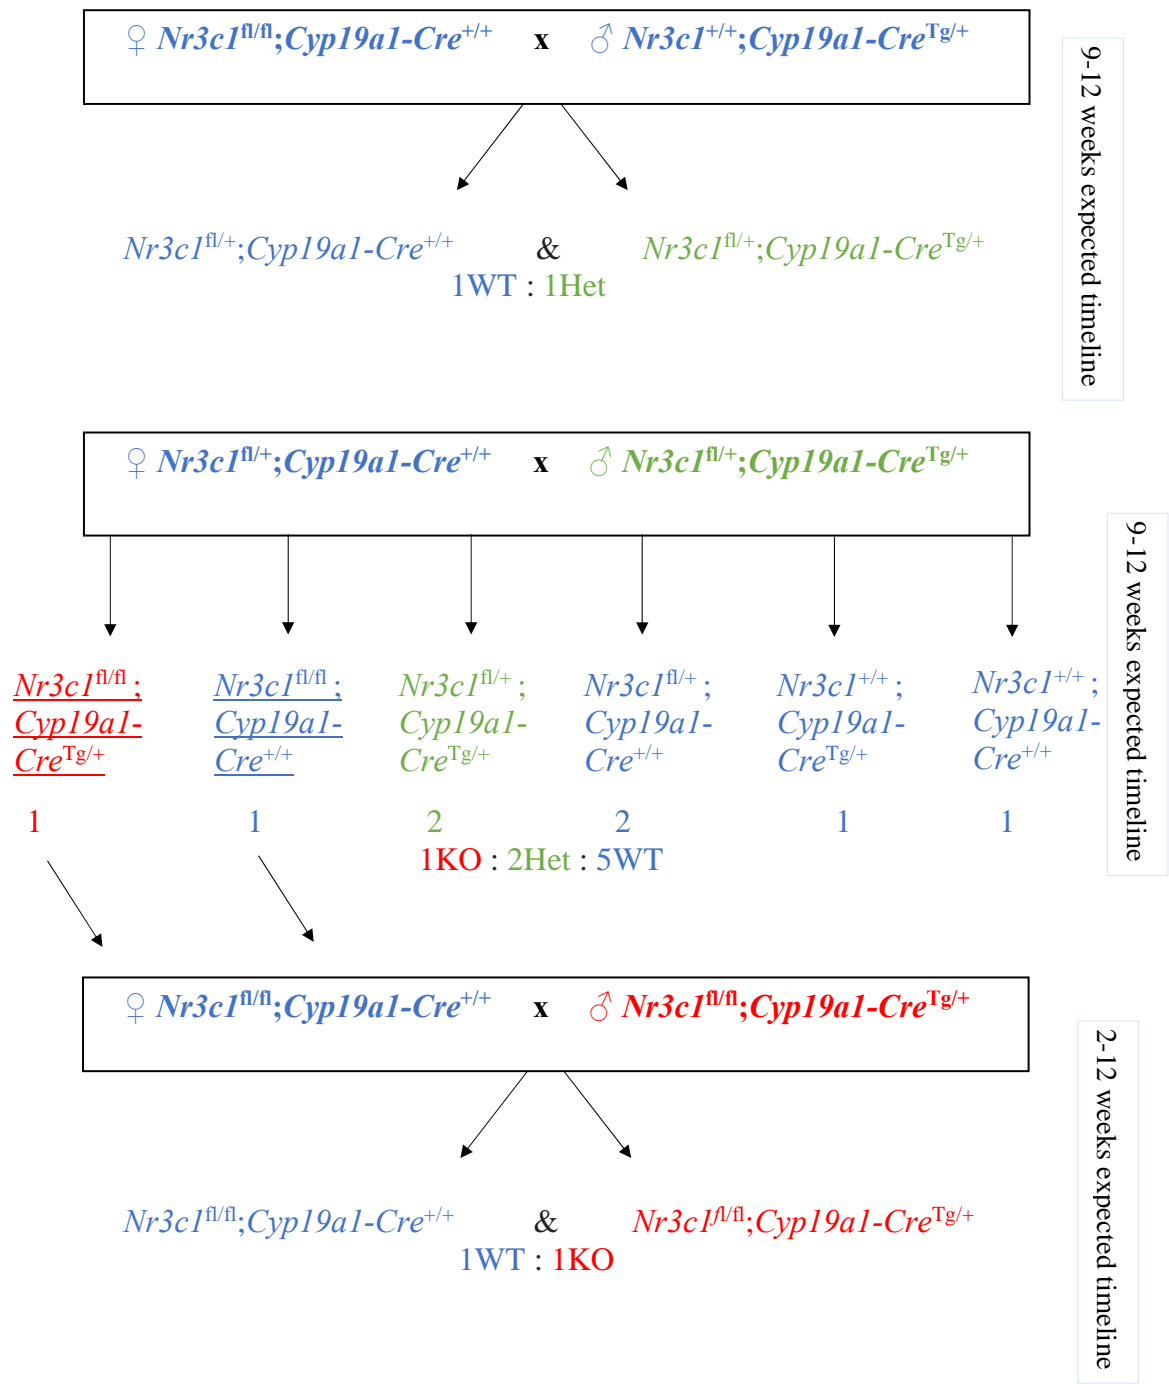 ♀ Nr3c1fl/fl;Cyp19a1-Cre+/+ x ♂ Nr3c1+/+;Cyp19a1-CreTg/+
9-12 weeks expected timeline
Nr3c1fl/+;Cyp19a1-Cre+/+ & Nr3c1fl/+;Cyp19a1-CreTg/+
1WT : 1Het
♀ Nr3c1fl/+;Cyp19a1-Cre+/+ x ♂ Nr3c1fl/+;Cyp19a1-CreTg/+
9-12 weeks expected timeline
Nr3c1fl/fl ;
Cyp19a1-
CreTg/+
Nr3c1fl/fl ;
Cyp19a1-
Cre+/+
Nr3c1fl/+ ;
Cyp19a1-
CreTg/+
Nr3c1fl/+ ;
Cyp19a1-
Cre+/+
Nr3c1+/+ ;
Cyp19a1-
CreTg/+
Nr3c1+/+ ;
Cyp19a1-
Cre+/+
1 1 2 2 1 1
1KO : 2Het : 5WT
♀ Nr3c1fl/fl;Cyp19a1-Cre+/+ x ♂ Nr3c1fl/fl;Cyp19a1-CreTg/+
2-12 weeks expected timeline
Nr3c1fl/fl;Cyp19a1-Cre+/+ & Nr3c1fl/fl;Cyp19a1-CreTg/+
1WT : 1KO